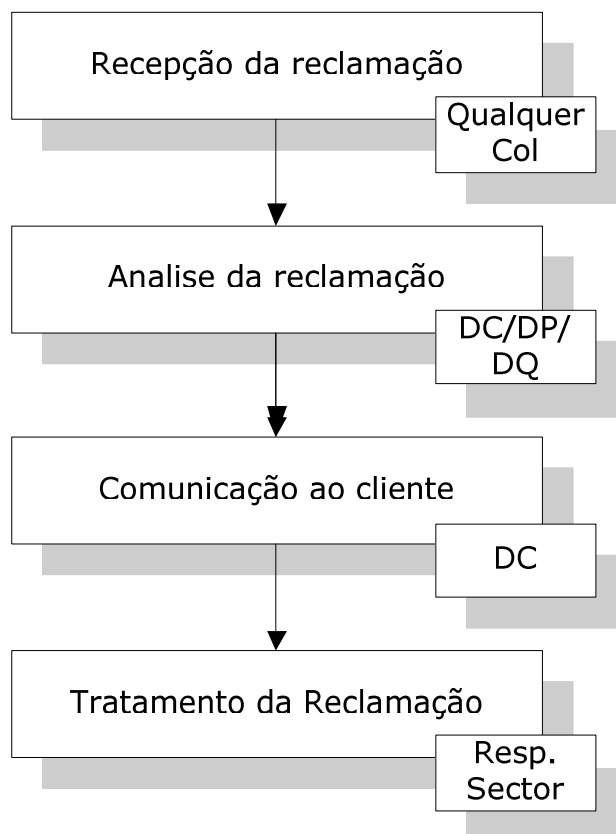 Recepção da reclamação
Qualquer
Col
Analise da reclamação
DC/DP/
DQ
Comunicação ao cliente
DC
Tratamento da Reclamação
Resp.
Sector